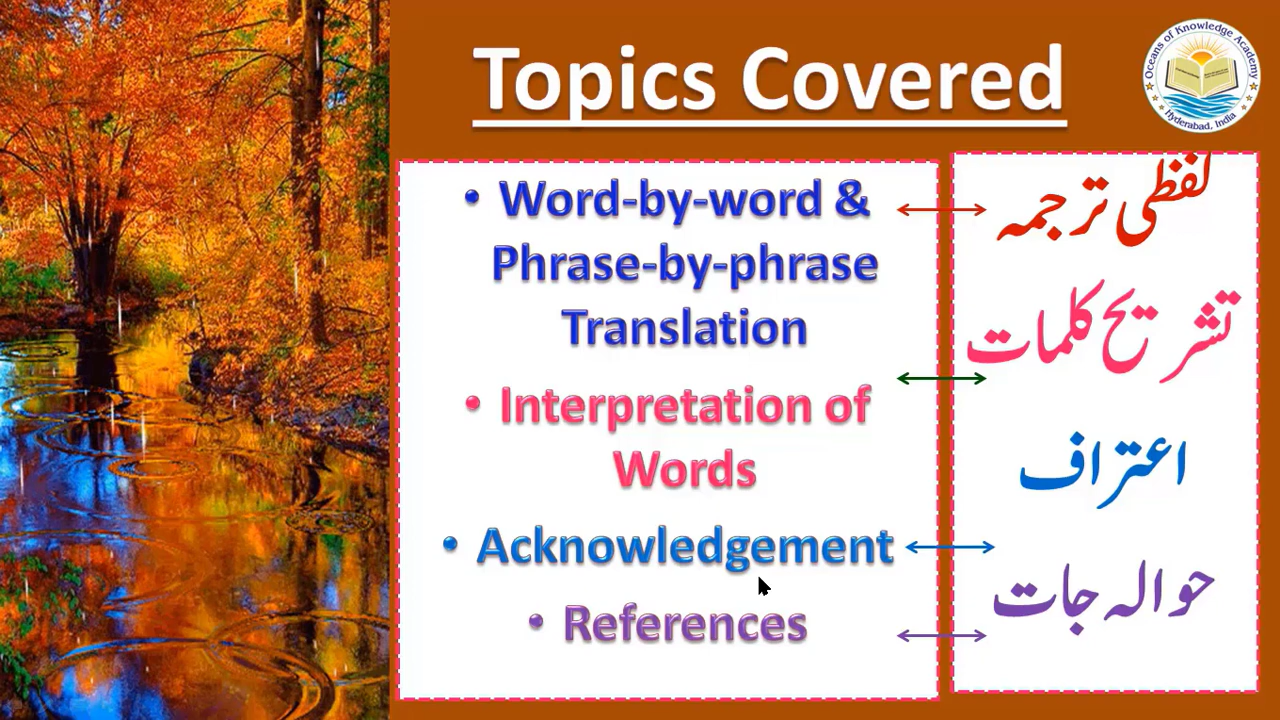 Topics Covered
Oceans of Knowledge Academy
Hyderabad, India
• Word-by-word &
Phrase-by-phrase
Translation
• Interpretation of
Words
• Acknowledgement
• References
لفظی ترجمہ
تشریح کلمات
اعتراف
حوالہ جات